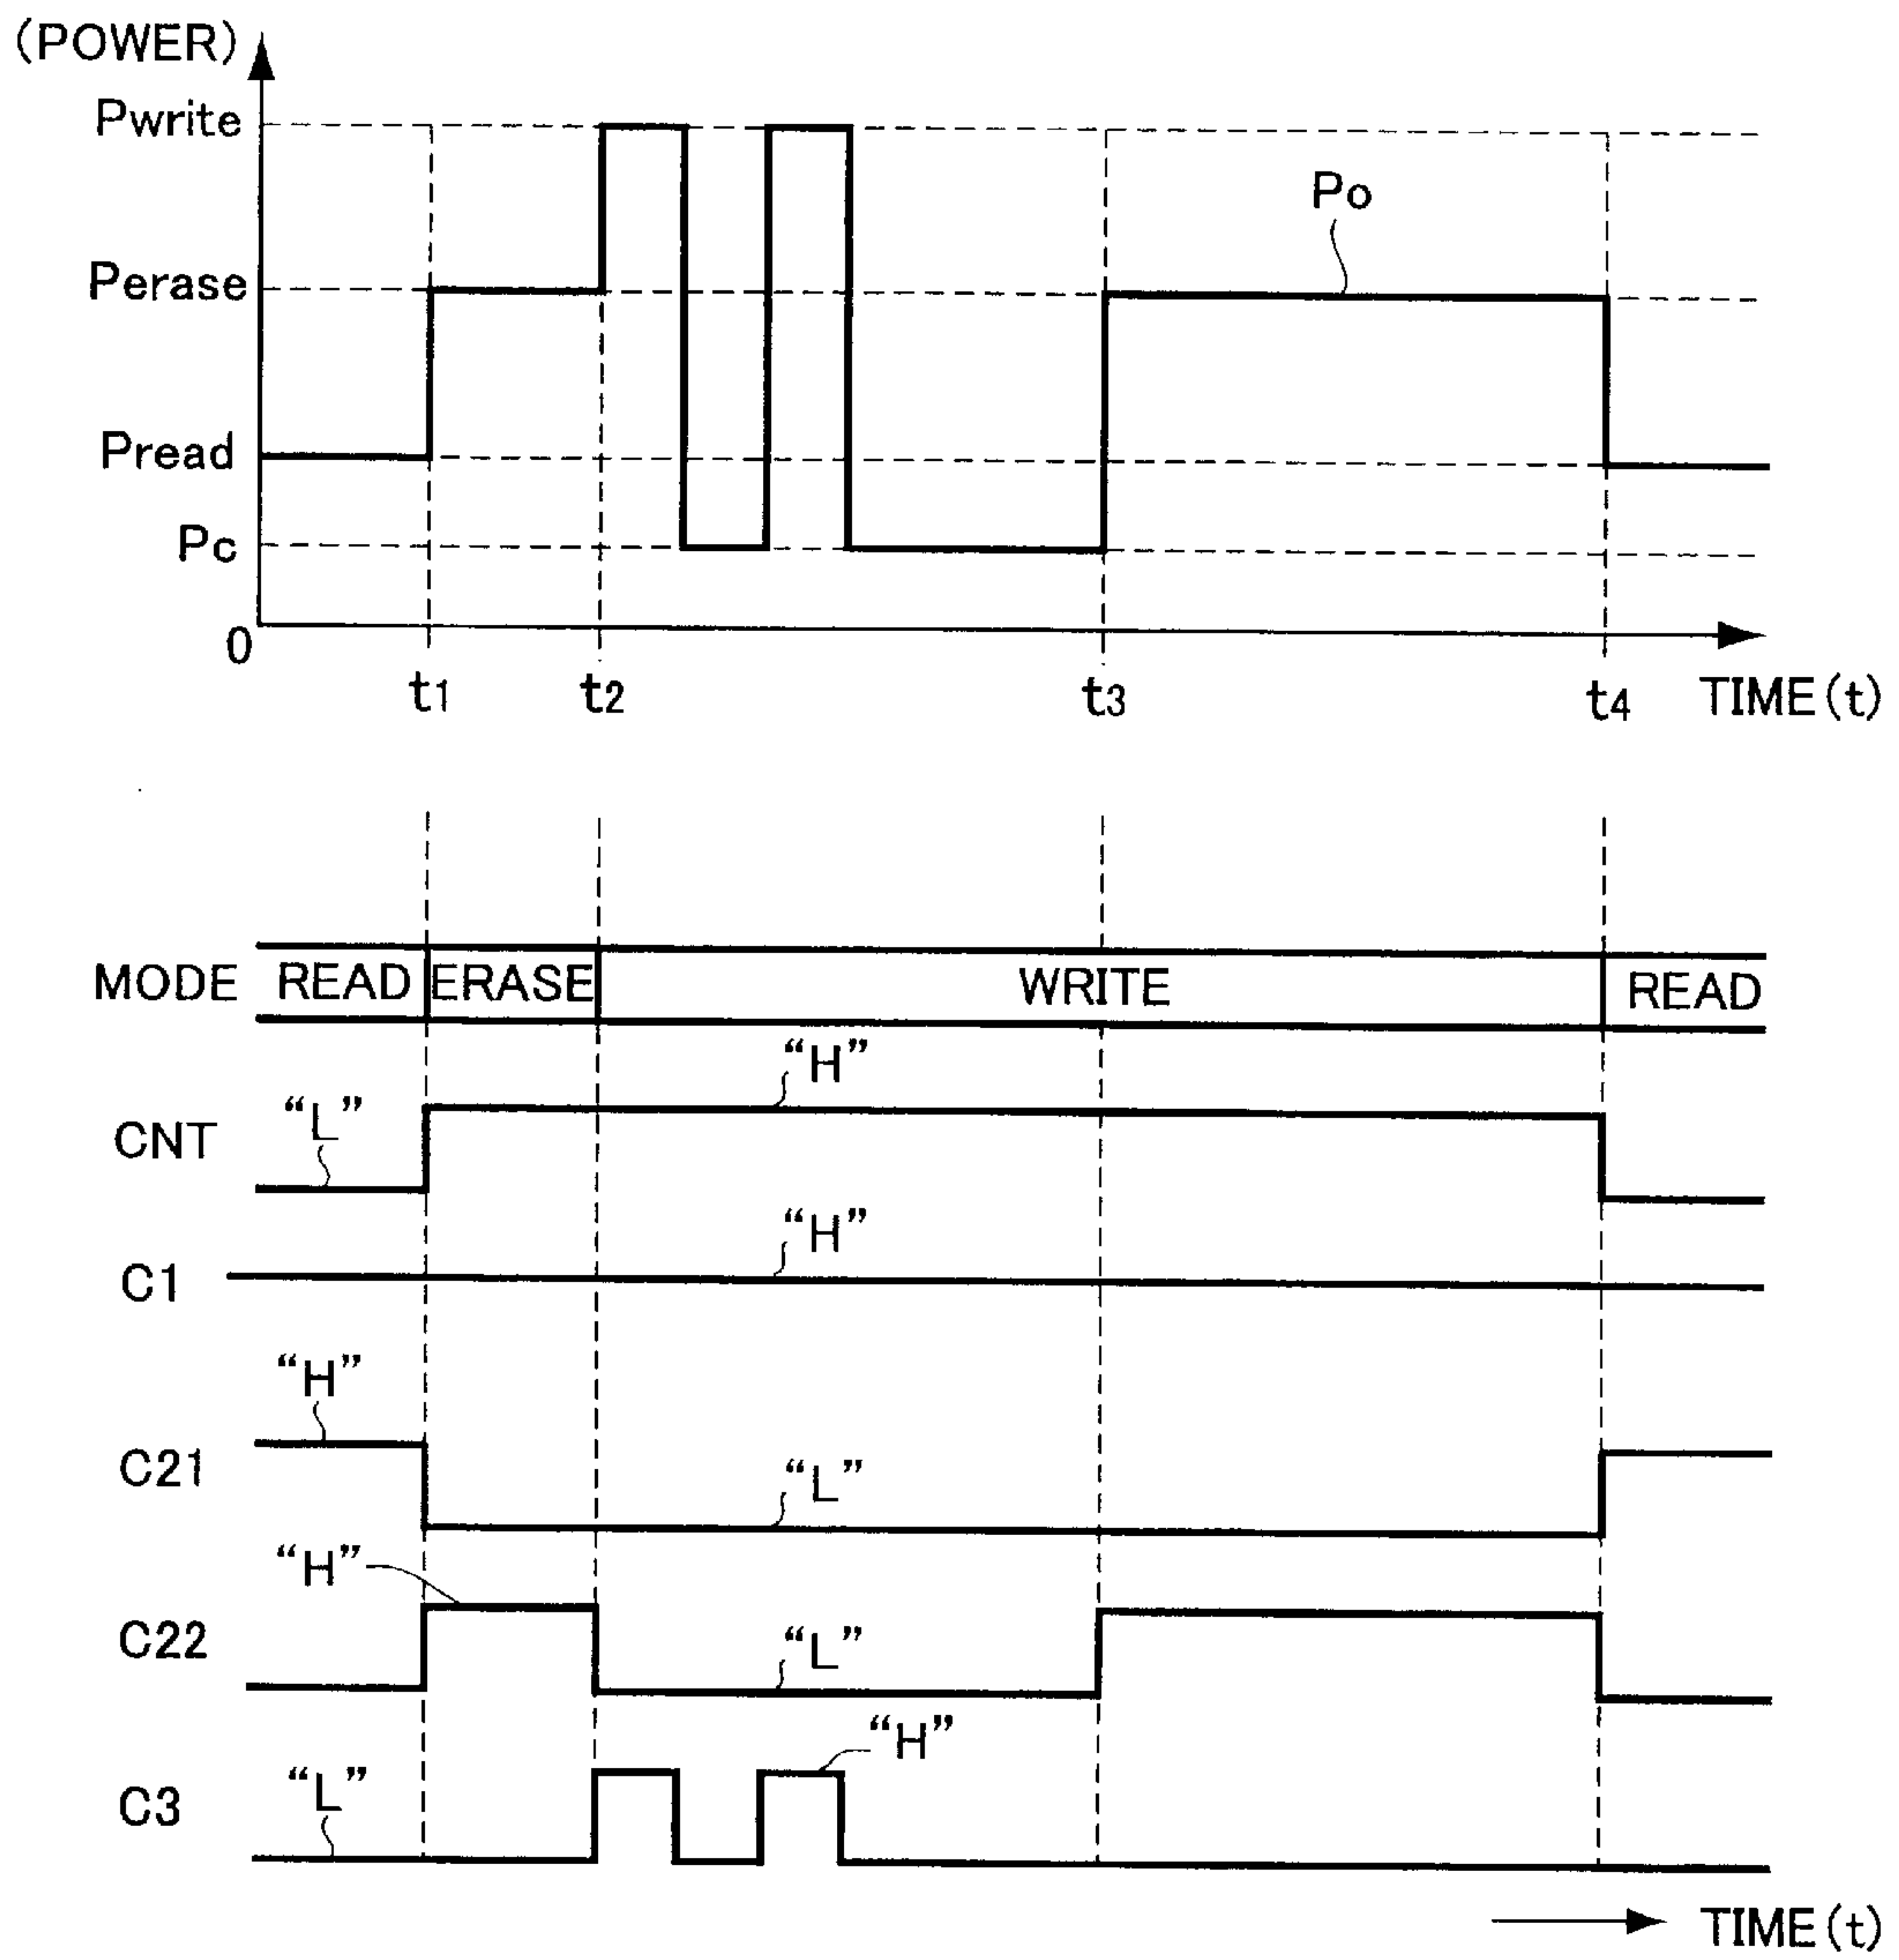 (POWER)
Pwrite
Po
Perase
Pread
Pc
0
t1 t2 t3 t4 TIME(t)
MODE READ ERASE WRITE READ
“H”
“L”
CNT
“H”
C1
“H”
C21
“L”
“H”
C22
“L”
“H”
“L”
C3
TIME(t)